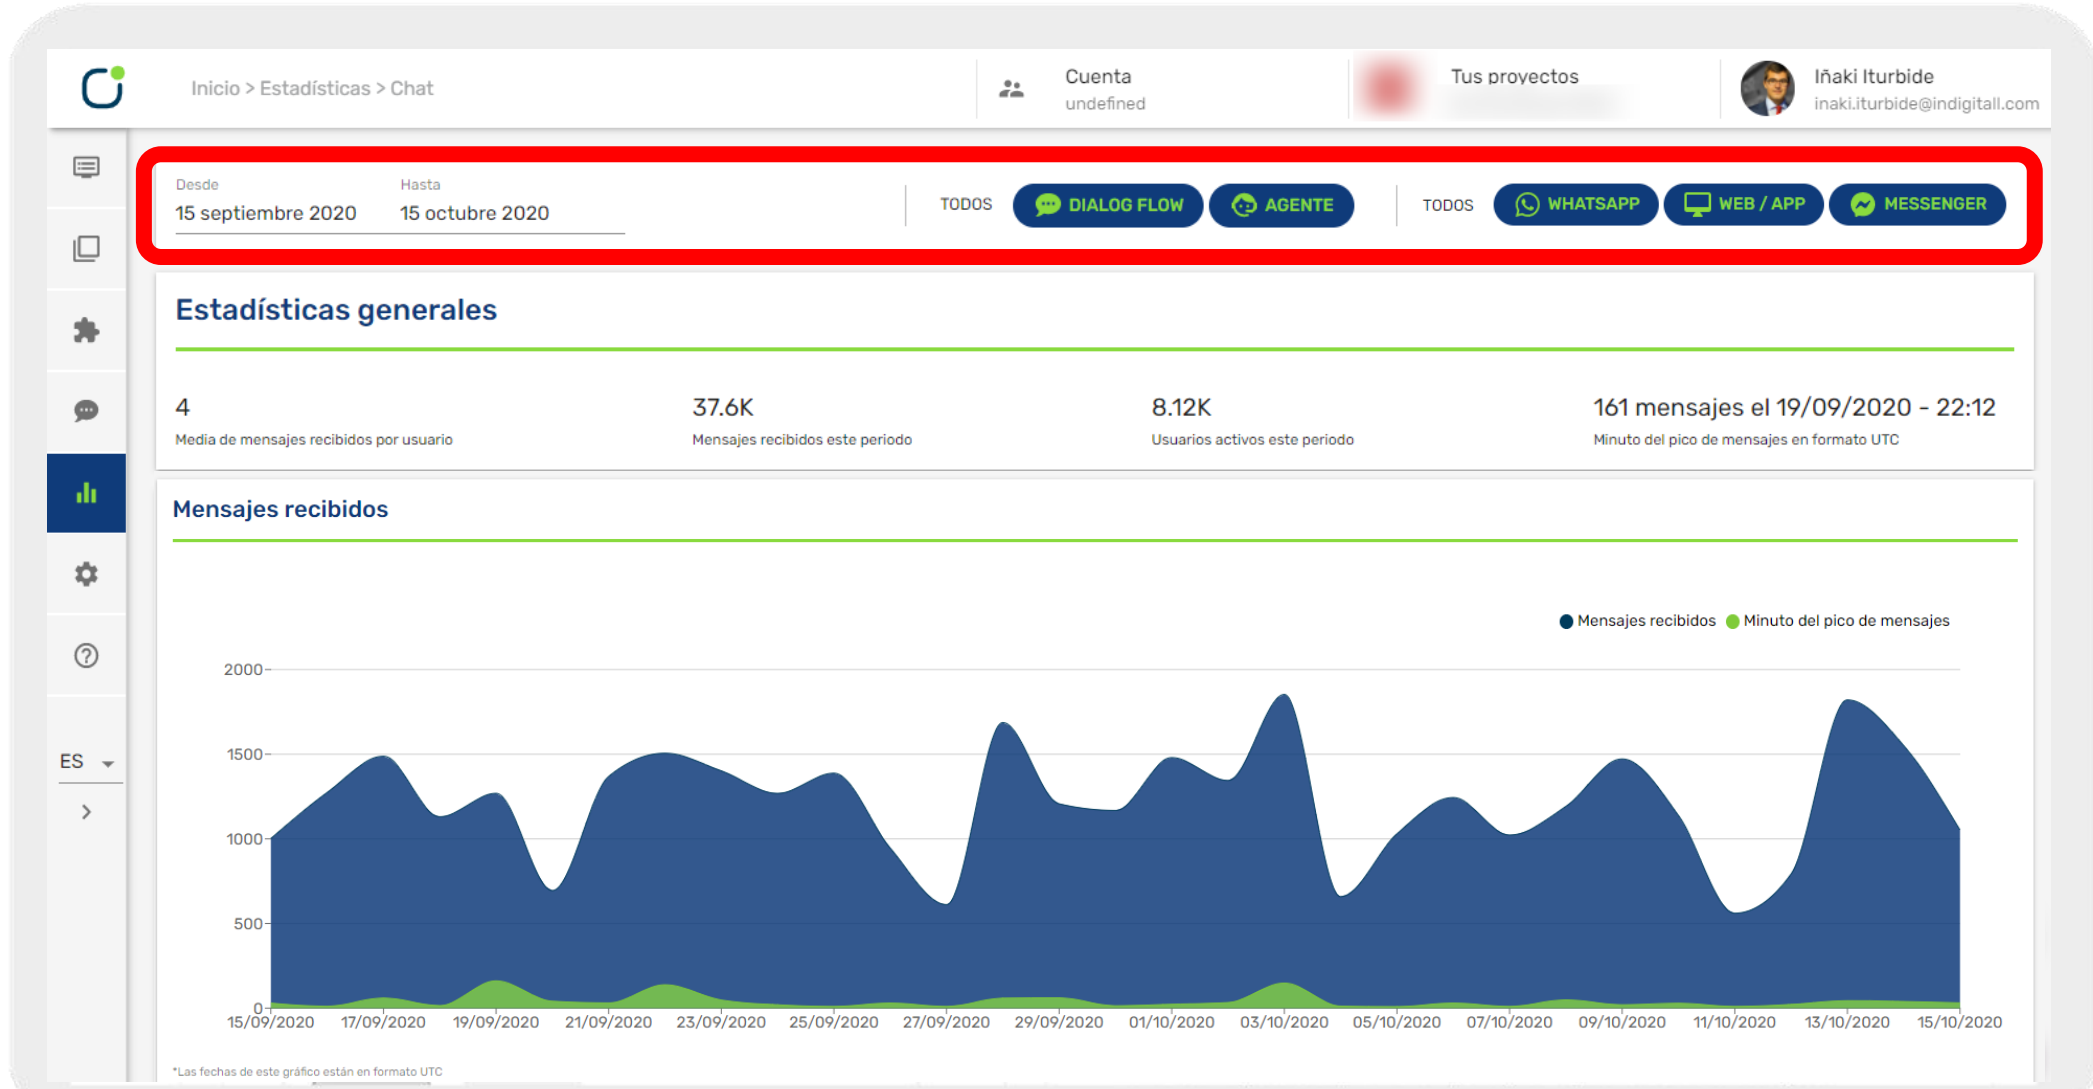 Inicio > Estadísticas > Chat
Cuenta
undefined
Tus proyectos
Iñaki Iturbide
inaki.iturbide@indigitall.com
Desde
15 septiembre 2020
Hasta
15 octubre 2020
TODOS
DIALOG FLOW
AGENTE
TODOS
WHATSAPP
WEB / APP
MESSENGER
Estadísticas generales
4
Media de mensajes recibidos por usuario
37.6K
Mensajes recibidos este periodo
8.12K
Usuarios activos este periodo
161 mensajes el 19/09/2020 - 22:12
Minuto del pico de mensajes en formato UTC
Mensajes recibidos
Mensajes recibidos
Minuto del pico de mensajes
2000
1500
1000
500
0
15/09/2020 17/09/2020 19/09/2020 21/09/2020 23/09/2020 25/09/2020 27/09/2020 29/09/2020 01/10/2020 03/10/2020 05/10/2020 07/10/2020 09/10/2020 11/10/2020 13/10/2020 15/10/2020
*Las fechas de este gráfico están en formato UTC
ES